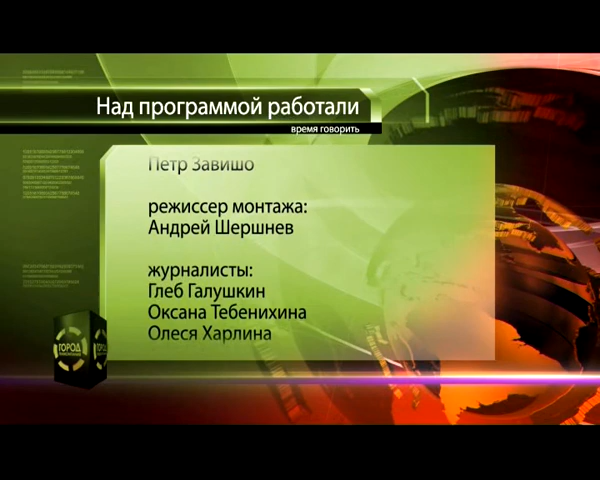 Над программой работали
время говорить
Петр Завишо
режиссер монтажа:
Андрей Шершнев
журналисты:
Глеб Галушкин
Оксана Тебенихина
Олеся Харлина
ГОРОД